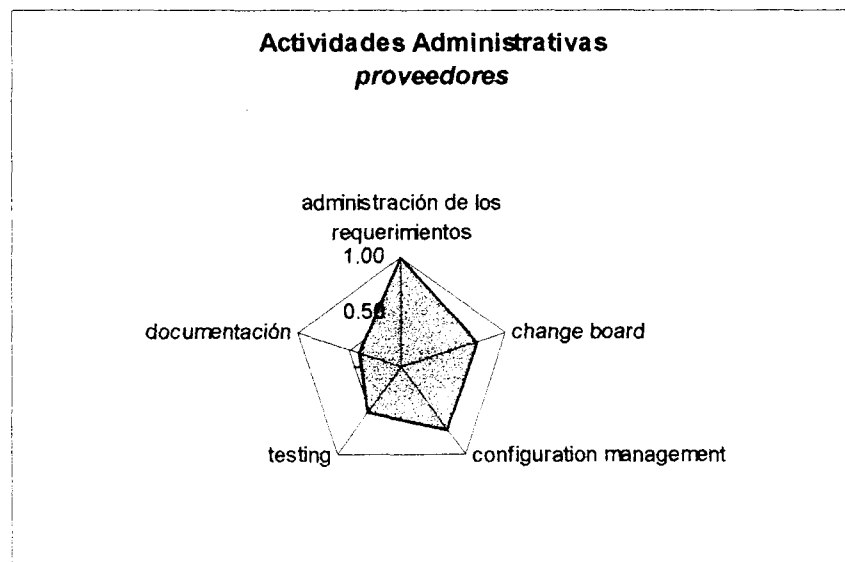 Actividades Administrativas
proveedores
administración de los
requerimientos
1.00
0.50
documentación
change board
testing
configuration management